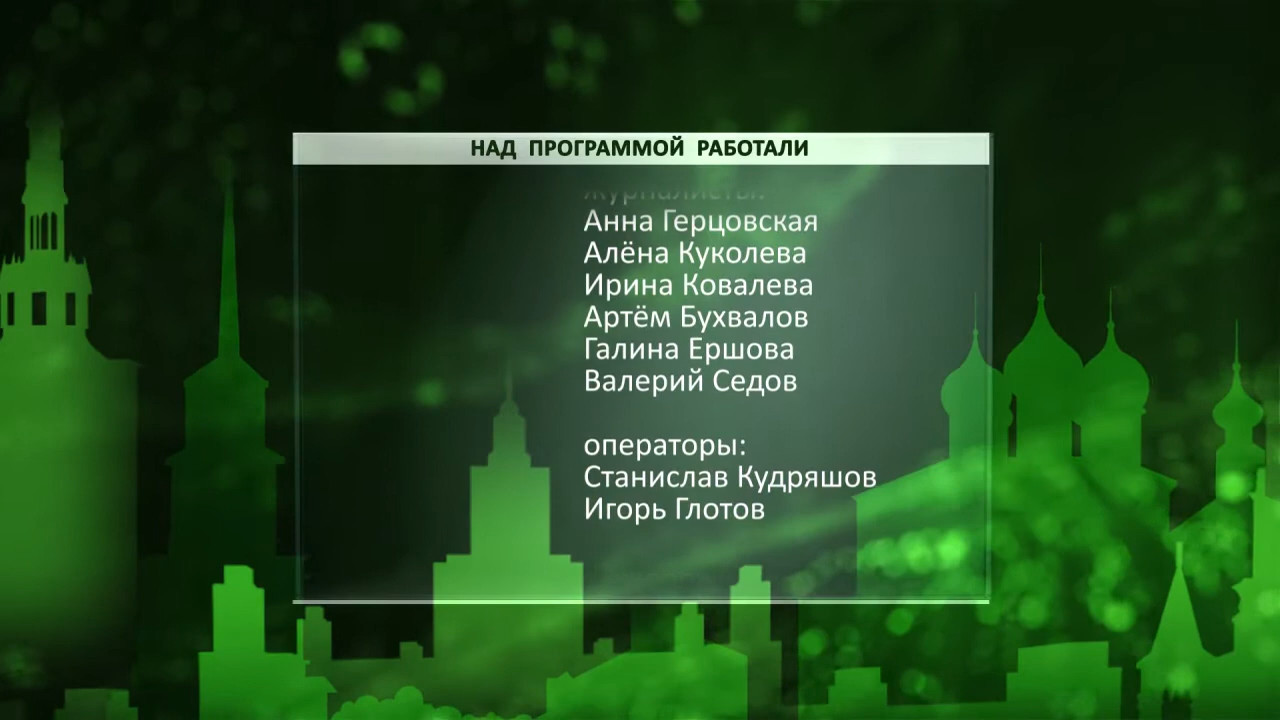 НАД ПРОГРАММОЙ РАБОТАЛИ
журналисты:
Анна Герцовская
Алёна Куколева
Ирина Ковалева
Артём Бухвалов
Галина Ершова
Валерий Седов
операторы:
Станислав Кудряшов
Игорь Глотов